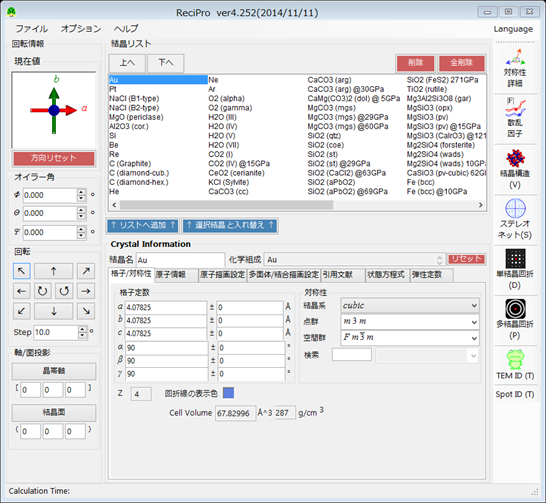 ReciPro ver4.252(2014/11/11)
ファイル オプション ヘルプ
Language
回転情報
現在値
b
a
方向リセット
オイラー角
Φ 0.000 °
Θ 0.000 °
Ψ 0.000 °
回転
Step 10.0 °
軸/面投影
晶帯軸
[ 0 0 0 ]
結晶面
( 0 0 0 )
結晶リスト
上へ 下へ 削除 全削除
Au Ne CaCO3 (arg) SiO2 (FeS2) 271GPa
Pt Ar CaCO3 (arg) @30GPa TiO2 (rutile)
NaCl (B1-type) O2 (alpha) CaMg(CO3)2 (dol) @ 5GPa Mg3Al2Si3O8 (gar)
NaCl (B2-type) O2 (gamma) MgCO3 (mgs) MgSiO3 (opx)
MgO (periclase) H2O (III) MgCO3 (mgs) @29GPa MgSiO3 (pv)
Al2O3 (cor.) H2O (IV) MgCO3 (mgs) @60GPa MgSiO3 (pv) @15GPa
Si H2O (V) SiO2 (qtz) MgSiO3 (CaIrO3) @121GP
Be H2O (VI) SiO2 (coe) Mg2SiO4 (forsterite)
Re CO2 (I) SiO2 (st) Mg2SiO4 (wads)
C (Graphite) CO2 (IV) @15GPa SiO2 (st) @29GPa Mg2SiO4 (wads) 10GPa
C (diamond-cub.) CeO2 (cerianite) SiO2 (CaCl2) @63GPa CaSiO3 (pv-cubic) 62GI
C (diamond-hex.) KCl (Sylvite) SiO2 (aPbO2) Fe (bcc)
He CO2 (IV) @15GPa SiO2 (aPbO2) @69GPa Fe (bcc) @10GPa
↑ リストへ追加 ↑ ↑ 選択結晶と入れ替え ↑
Crystal Information
結晶名 Au 化学組成 Au リセット
格子/対称性 原子情報 原子描画設定 多面体/結合描画設定 引用文献 状態方程式 弾性定数
格子定数
a 4.07825 ± 0 Å
b 4.07825 ± 0 Å
c 4.07825 ± 0 Å
α 90 ± 0 °
β 90 ± 0 °
γ 90 ± 0 °
対称性
結晶系 cubic
点群 m 3 m
空間群 F m 3 m
検索
Z 4 回折線の表示色
Cell Volume 67.82996 Å^3 287 g/cm 3
対称性
詳細
散乱
因子
結晶構造
(V)
ステレオ
ネット(S)
単結晶回折
(D)
多結晶回折
(P)
TEM ID (T)
Spot ID (T)
Calculation Time: